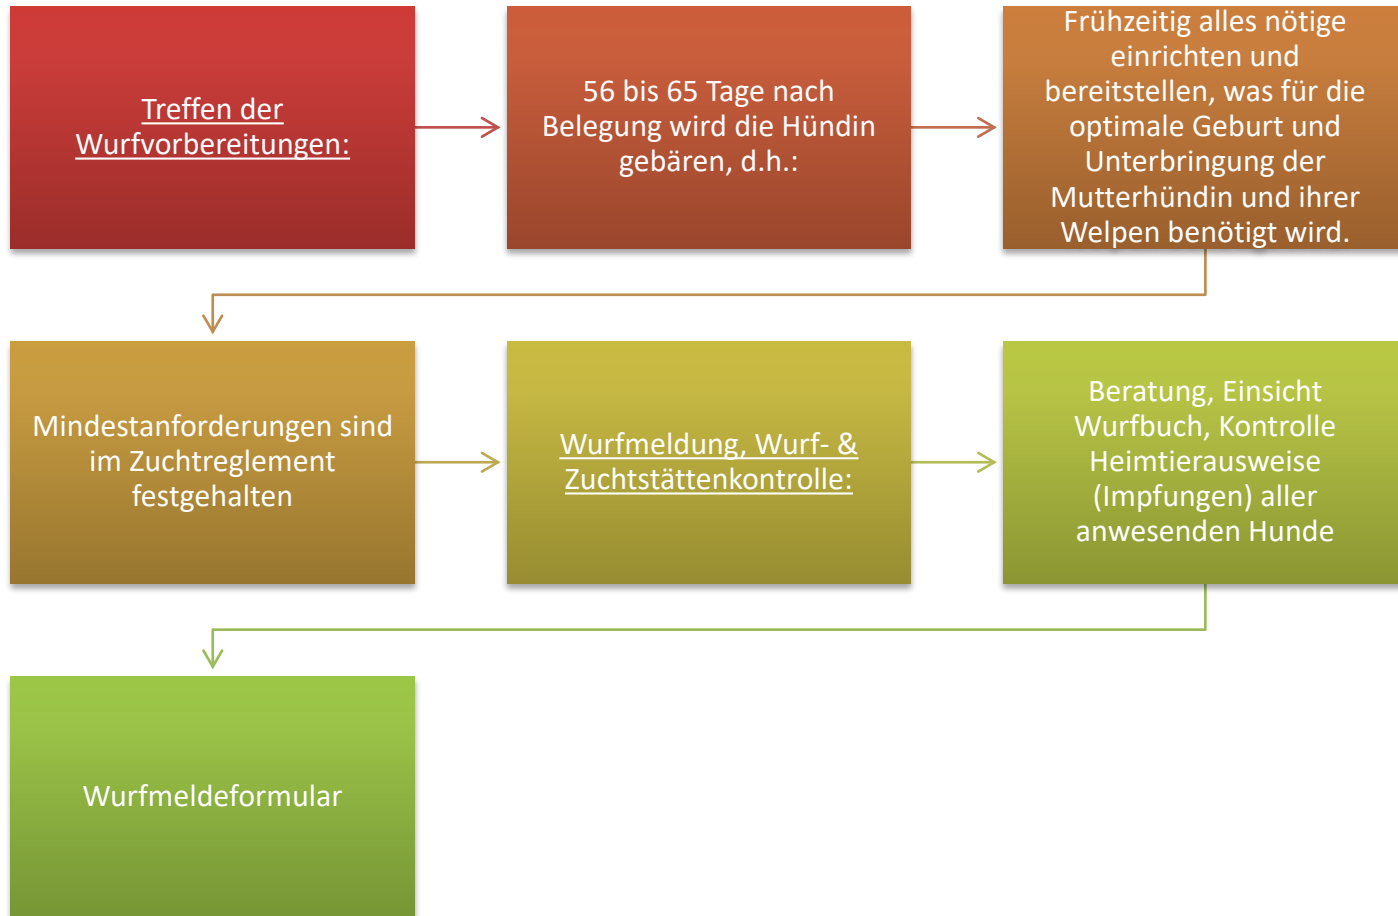 Treffen der
Wurfvorbereitungen:
56 bis 65 Tage nach
Belegung wird die Hündin
gebären, d.h.:
Frühzeitig alles nötige
einrichten und
bereitstellen, was für die
optimale Geburt und
Unterbringung der
Mutterhündin und ihrer
Welpen benötigt wird.
Mindestanforderungen sind
im Zuchtreglement
festgehalten
Wurfmeldung, Wurf- &
Zuchtstättenkontrolle:
Beratung, Einsicht
Wurfbuch, Kontrolle
Heimtierausweise
(Impfungen) aller
anwesenden Hunde
Wurfmeldeformular